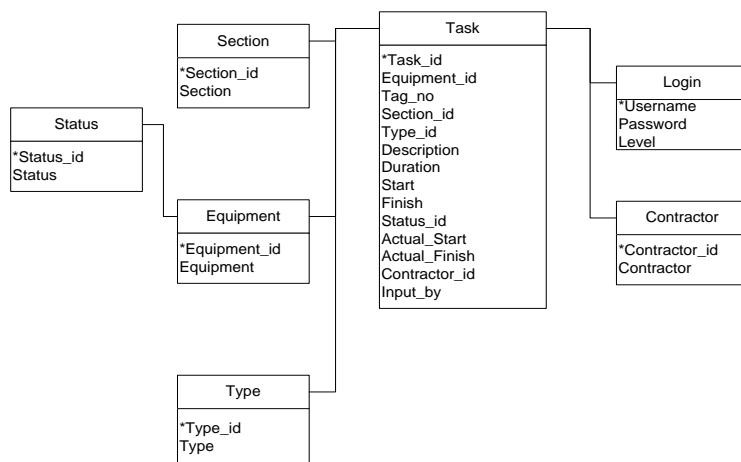 Section
*Section_id
Section
Status
*Status_id
Status
Equipment
*Equipment_id
Equipment
Type
*Type_id
Type
Task
*Task_id
Equipment_id
Tag_no
Section_id
Type_id
Description
Duration
Start
Finish
Status_id
Actual_Start
Actual_Finish
Contractor_id
Input_by
Login
*Username
Password
Level
Contractor
*Contractor_id
Contractor